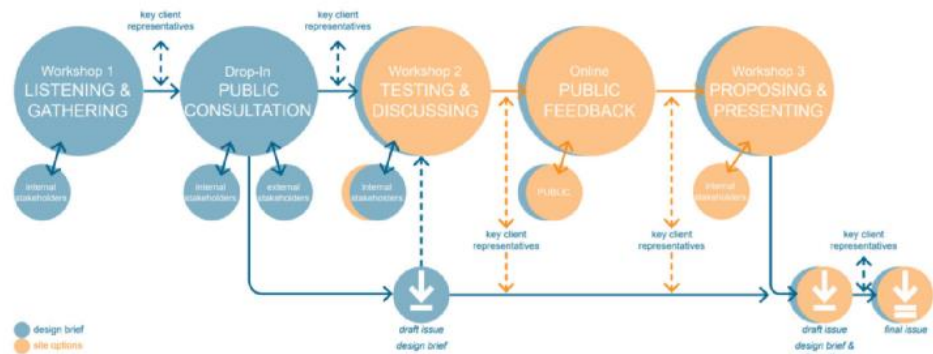 key client
representatives
key client
representatives
Workshop 1
LISTENING &
GATHERING
Drop-In
PUBLIC
CONSULTATION
Workshop 2
TESTING &
DISCUSSING
Online
PUBLIC
FEEDBACK
Workshop 3
PROPOSING &
PRESENTING
internal
stakeholders
internal
stakeholders
external
stakeholders
internal
stakeholders
PUBLIC
internal
stakeholders
key client
representatives
key client
representatives
key client
representatives
design brief
site options
draft issue
design brief
draft issue
design brief &
final issue